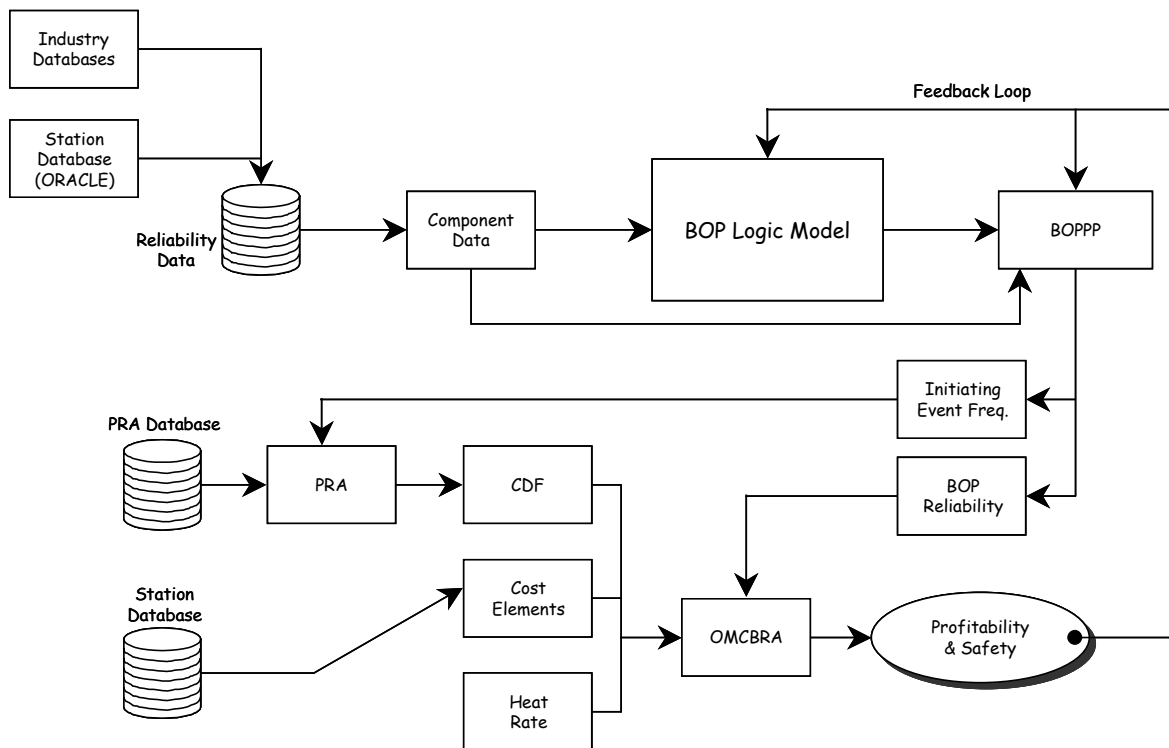 Industry
Databases
Feedback Loop
Station
Database
(ORACLE)
Reliability
Data
Component
Data
BOP Logic Model
BOPPP
Initiating
Event Freq.
PRA Database
PRA
CDF
BOP
Reliability
Station
Database
Cost
Elements
OMCBRA
Profitability
& Safety
Heat
Rate